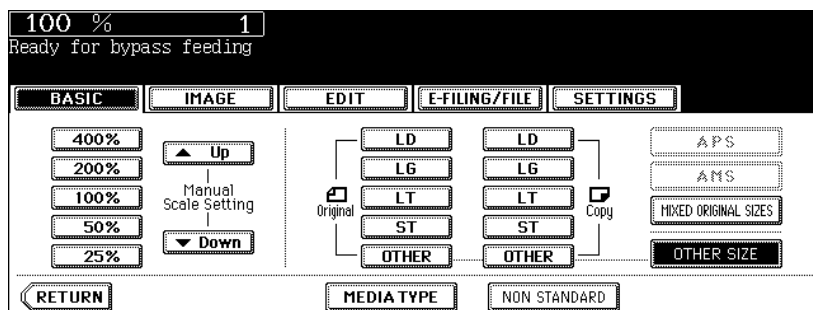 100 % 1
Ready for bypass feeding
BASIC IMAGE EDIT E-FILING/FILE SETTINGS
400%
200%
100%
50%
25%
Up
Manual
Scale Setting
Down
Original
LD
LG
LT
ST
OTHER
LD
LG
LT
ST
OTHER
Copy
APS
AMS
MIXED ORIGINAL SIZES
OTHER SIZE
RETURN MEDIA TYPE NON STANDARD